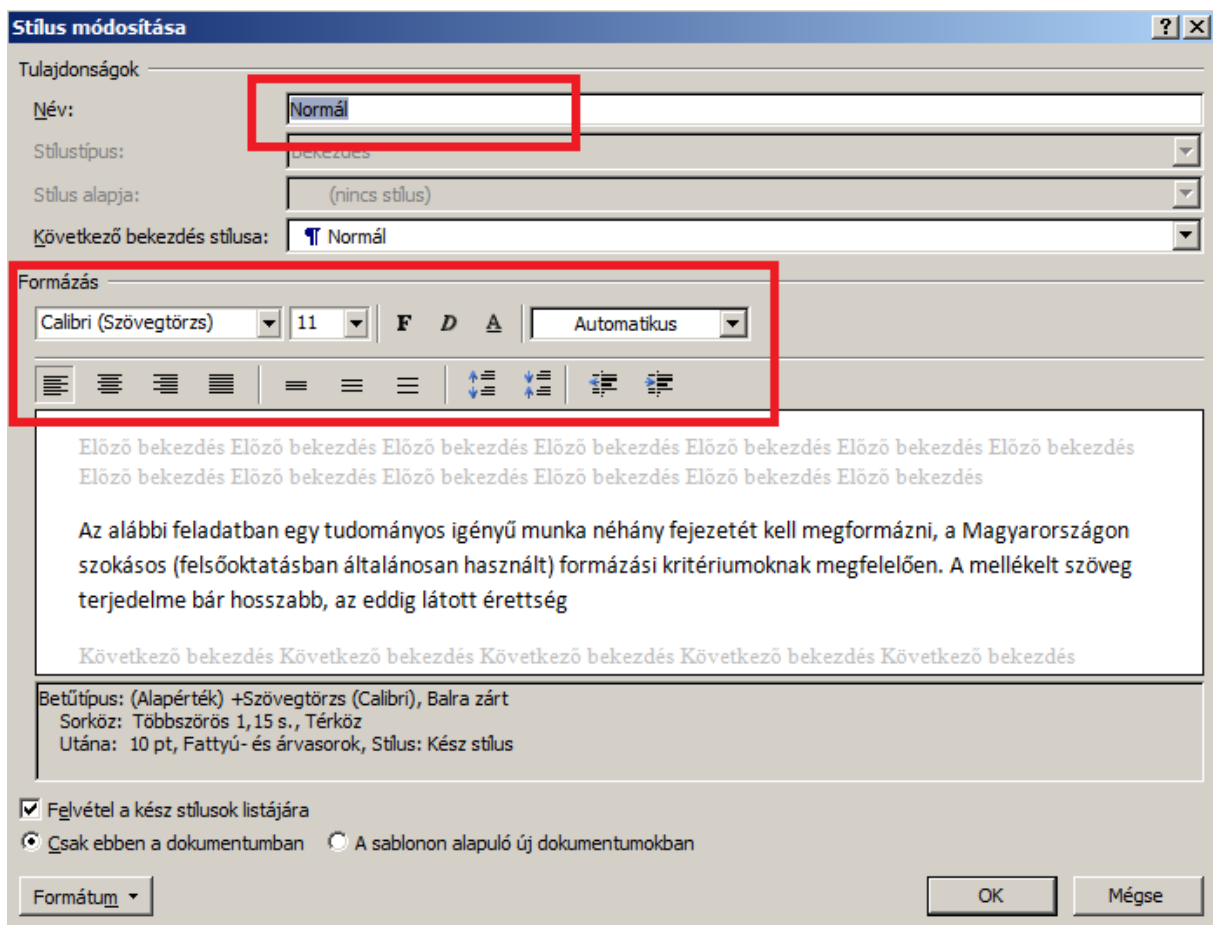 Stílus módosítása
Tulajdonságok
Név: Normál
Stílustípus: bekezdés
Stílus alapja: (nincs stílus)
Következő bekezdés stílusa: ¶ Normál
Formázás
Calibri (Szövegtörzs) 11 F D A Automatikus
Előző bekezdés Előző bekezdés Előző bekezdés Előző bekezdés Előző bekezdés Előző bekezdés Előző bekezdés
Előző bekezdés Előző bekezdés Előző bekezdés Előző bekezdés Előző bekezdés Előző bekezdés
Az alábbi feladatban egy tudományos igényű munka néhány fejezetét kell megformázni, a Magyarországon
szokásos (felsőoktatásban általánosan használt) formázási kritériumoknak megfelelően. A mellékelt szöveg
terjedelme bár hosszabb, az eddig látott érettség
Következő bekezdés Következő bekezdés Következő bekezdés Következő bekezdés Következő bekezdés
Betűtípus: (Alapérték) +Szövegtörzs (Calibri), Balra zárt
Sorköz: Többszörös 1,15 s., Térköz
Utána: 10 pt, Fattyú- és árvasorok, Stílus: Kész stílus
Felvétel a kész stílusok listájára
Csak ebben a dokumentumban A sablonon alapuló új dokumentumokban
Formátum OK Mégse